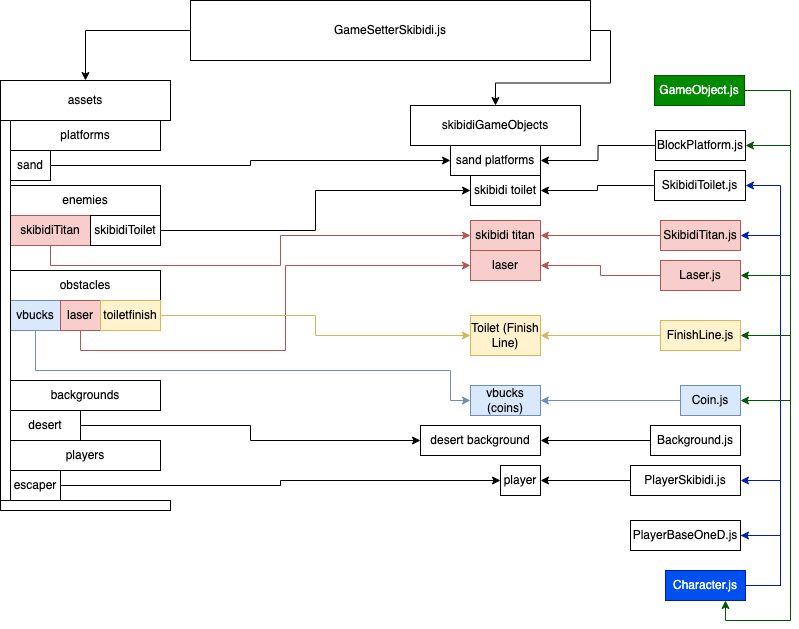 GameSetterSkibidi.js
assets
GameObject.js
skibidiGameObjects
platforms
BlockPlatform.js
sand
sand platforms
SkibidiToilet.js
skibidi toilet
enemies
skibidiTitan
skibidiToilet
skibidi titan
SkibidiTitan.js
laser
Laser.js
obstacles
vbucks
laser
toiletfinish
Toilet (Finish
Line)
FinishLine.js
backgrounds
vbucks
(coins)
Coin.js
desert
desert background
Background.js
players
escaper
player
PlayerSkibidi.js
PlayerBaseOneD.js
Character.js